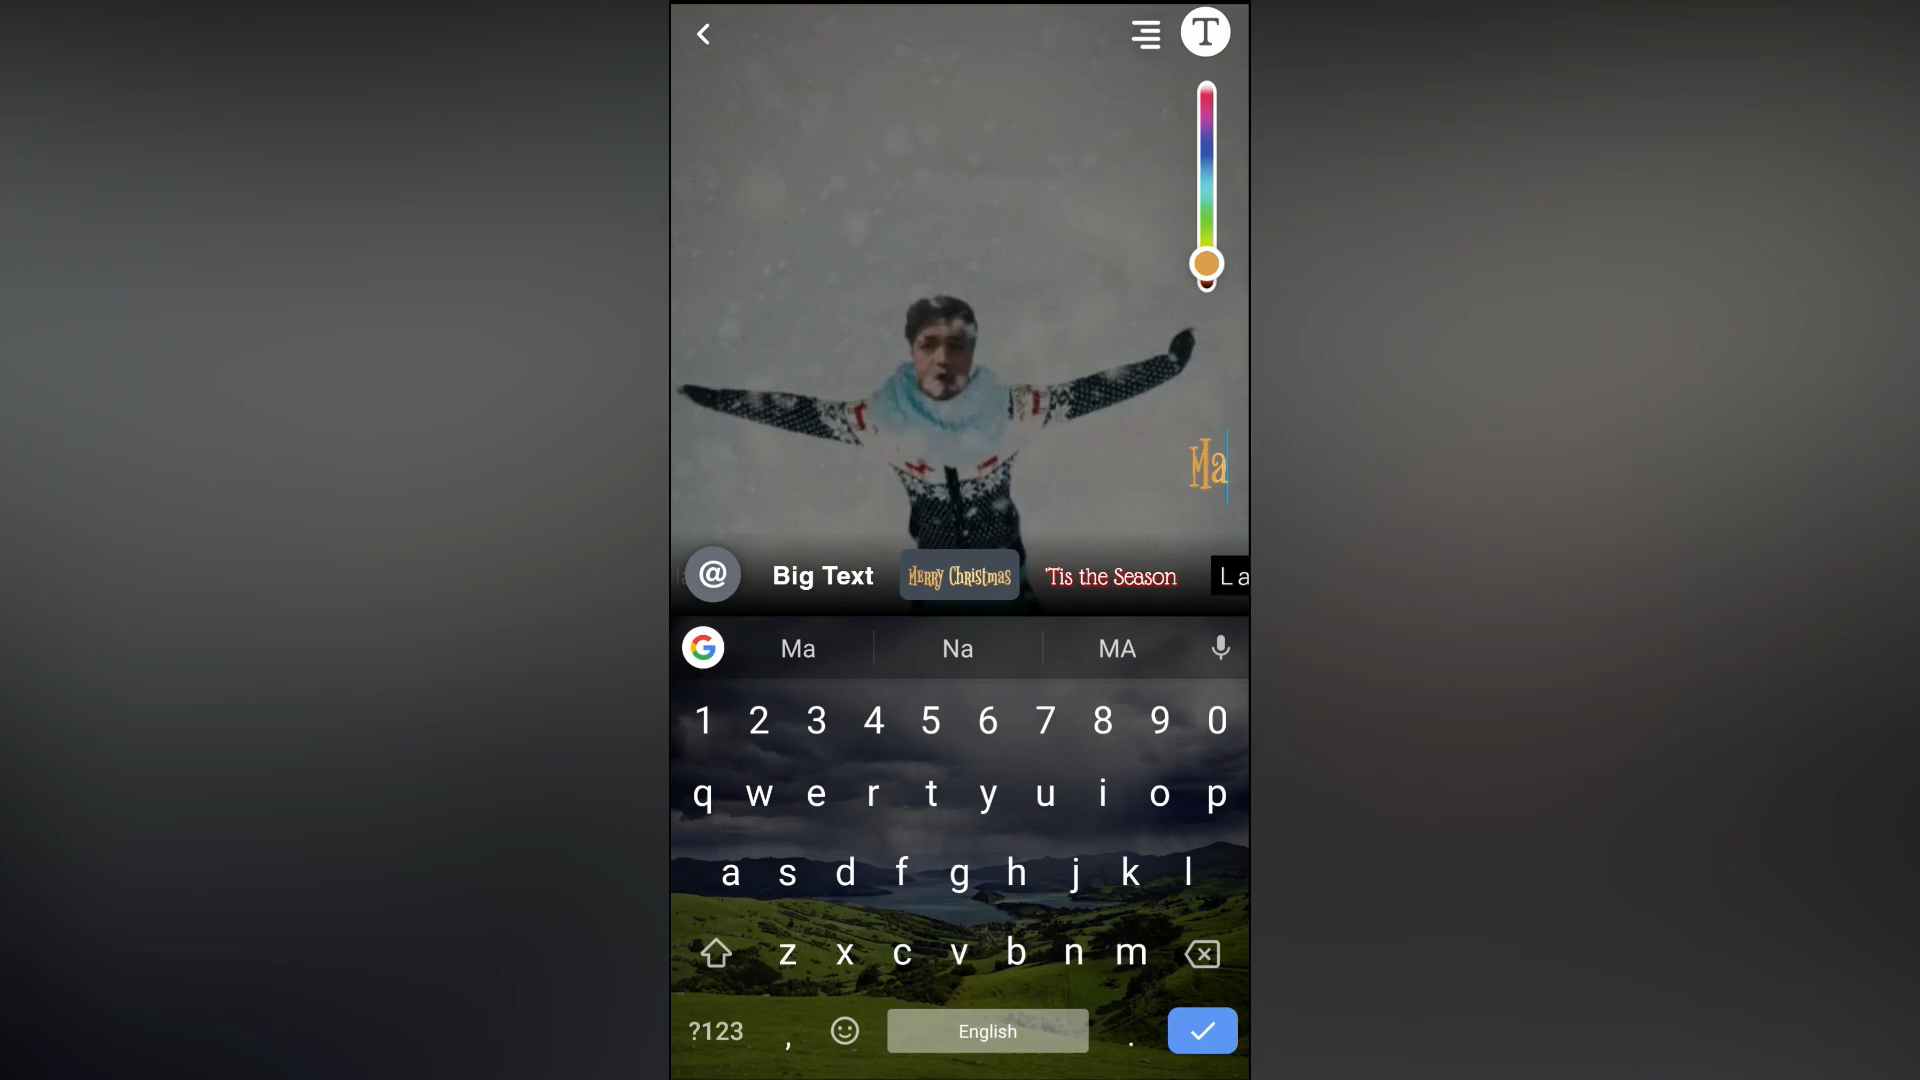 T
Ma
@ Big Text Merry Christmas 'Tis the Season La
G Ma Na MA
1 2 3 4 5 6 7 8 9 0
q w e r t y u i o p
a s d f g h j k l
z x c v b n m
?123 , English .